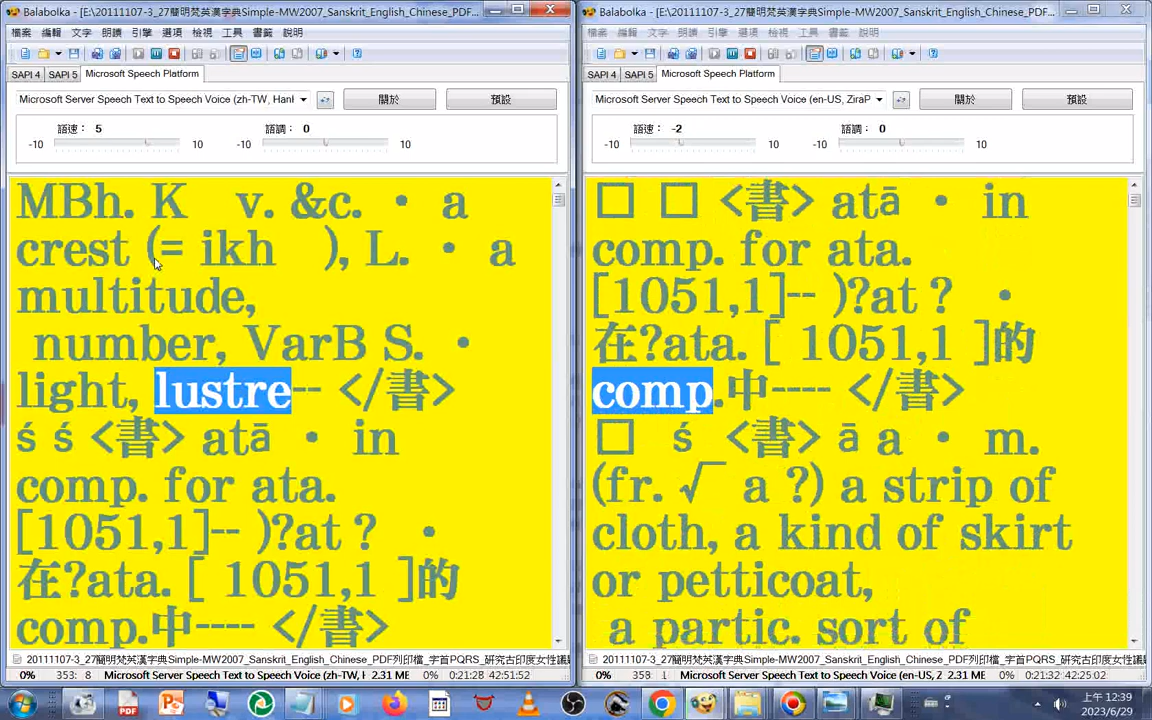 Balabolka - [E:\20111107-3_27簡明梵英漢字典Simple-MW2007_Sanskrit_English_Chinese_PDF...
檔案 編輯 文字 朗讀 引擎 選項 檢視 工具 書籤 說明
SAPI 4 SAPI 5 Microsoft Speech Platform
Microsoft Server Speech Text to Speech Voice (zh-TW, Hanl 關於 預設
語速： 5 語調： 0
-10 10 -10 10
MBh. K v. &c. • a
crest (= ikh ), L. • a
multitude,
number, VarB S. •
light, lustre-- </書>
ś ś <書> atā • in
comp. for ata.
[1051,1]-- )?at ? •
在?ata. [ 1051,1 ]的
comp.中---- </書>
20111107-3_27簡明梵英漢字典Simple-MW2007_Sanskrit_English_Chinese_PDF列印檔_字首PQRS_研究古印度女性議
0% 353: 8 Microsoft Server Speech Text to Speech Voice (zh-TW, H 2.31 ME 0% 0:21:28 42:51:52
Balabolka - [E:\20111107-3_27簡明梵英漢字典Simple-MW2007_Sanskrit_English_Chinese_PDF...
檔案 編輯 文字 朗讀 引擎 選項 檢視 工具 書籤 說明
SAPI 4 SAPI 5 Microsoft Speech Platform
Microsoft Server Speech Text to Speech Voice (en-US, ZiraP 關於 預設
語速： -2 語調： 0
-10 10 -10 10
□ □ <書> atā • in
comp. for ata.
[1051,1]-- )?at ? •
在?ata. [ 1051,1 ]的
comp.中---- </書>
□ ś <書> ā a • m.
(fr. √ a ?) a strip of
cloth, a kind of skirt
or petticoat,
a partic. sort of
20111107-3_27簡明梵英漢字典Simple-MW2007_Sanskrit_English_Chinese_PDF列印檔_字首PQRS_研究古印度女性議
0% 358 1 Microsoft Server Speech Text to Speech Voice (en-US, Z 2.31 ME 0% 0:21:32 42:25:02
上午 12:39
2023/6/29